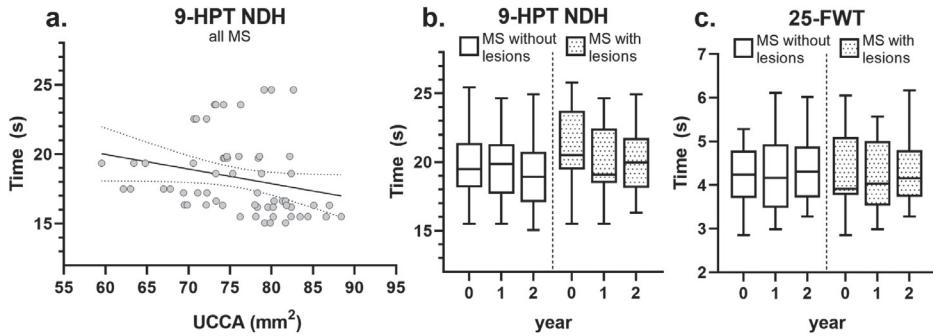 a.
9-HPT NDH
all MS
Time (s)
25
20
15
55 60 65 70 75 80 85 90 95
UCCA (mm²)
b.
9-HPT NDH
MS without lesions
MS with lesions
Time (s)
25
20
15
0 1 2 0 1 2
year
c.
25-FWT
MS without lesions
MS with lesions
Time (s)
7
6
5
4
3
2
0 1 2 0 1 2
year